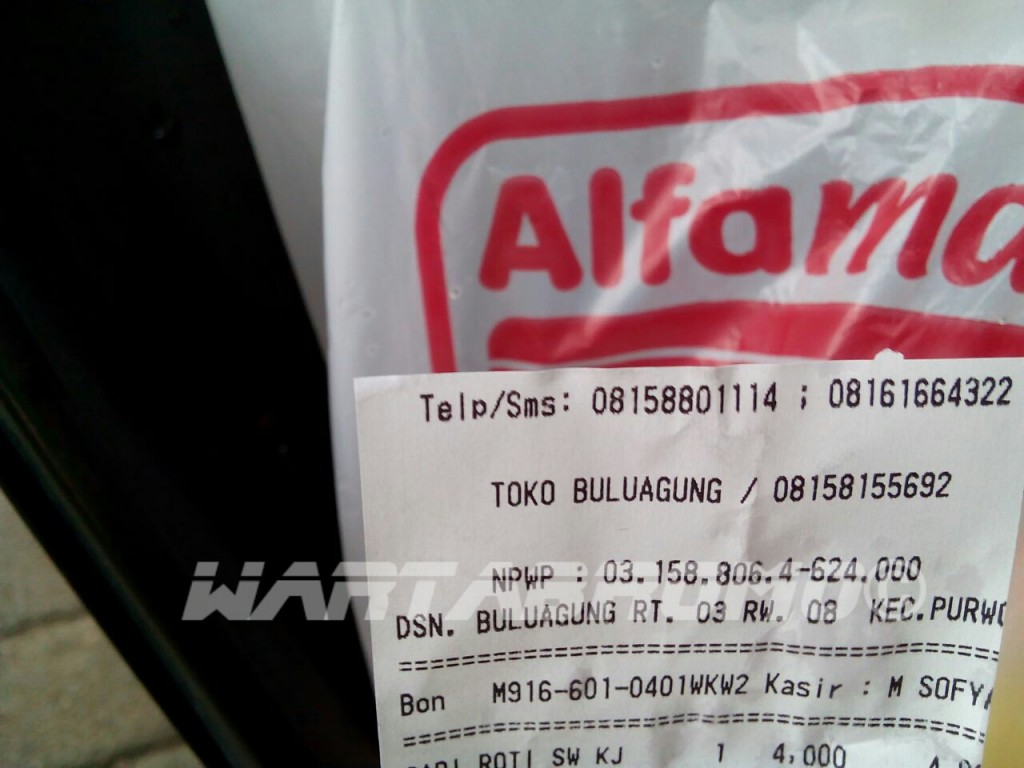 Alfama
Telp/Sms: 08158801114 ; 08161664322
TOKO BULUAGUNG / 08158155692
NPWP : 03.158.806.4-624.000
WARTABROMO®
DSN. BULUAGUNG RT. 03 RW. 08 KEC.PURWO
==================================
Bon M916-601-0401WKW2 Kasir : M SOFYA
==================================
ROTI SW KJ 1 4,000